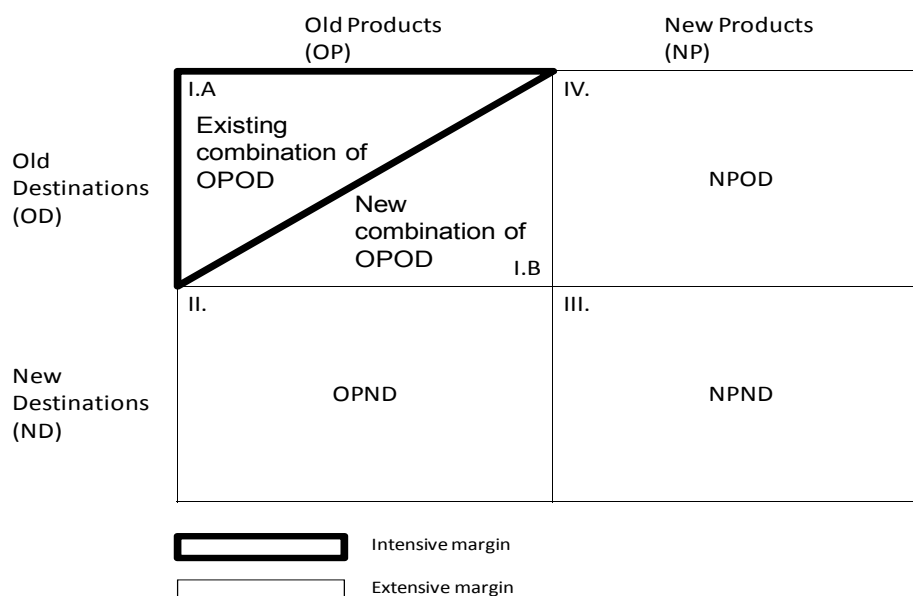 Old Products
(OP)
New Products
(NP)
Old
Destinations
(OD)
I.A
Existing
combination of
OPOD
New
combination of
OPOD
I.B
IV.
NPOD
New
Destinations
(ND)
II.
OPND
III.
NPND
Intensive margin
Extensive margin